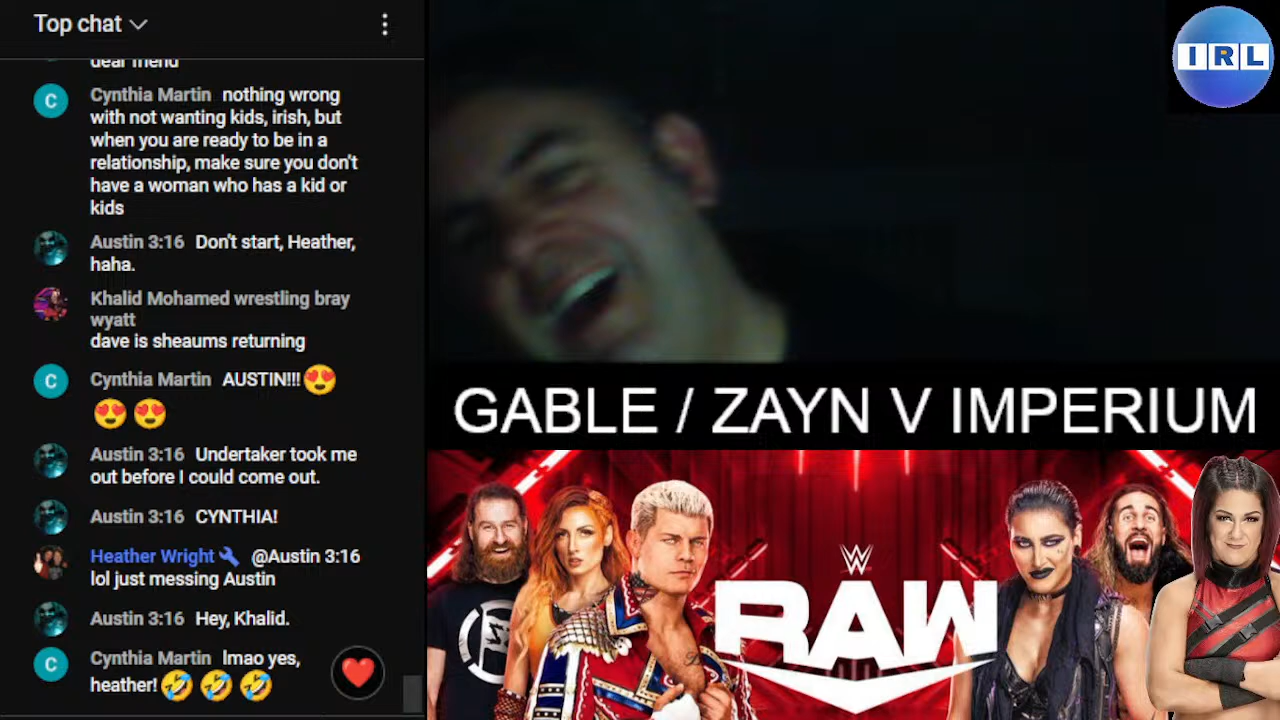 Top chat
dear friend
C
Cynthia Martin nothing wrong
with not wanting kids, irish, but
when you are ready to be in a
relationship, make sure you don't
have a woman who has a kid or
kids
Austin 3:16 Don't start, Heather,
haha.
Khalid Mohamed wrestling bray
wyatt
dave is sheaums returning
C
Cynthia Martin AUSTIN!!!😍
😍😍
Austin 3:16 Undertaker took me
out before I could come out.
Austin 3:16 CYNTHIA!
Heather Wright @Austin 3:16
lol just messing Austin
Austin 3:16 Hey, Khalid.
C
Cynthia Martin lmao yes,
heather!🤣🤣🤣
IRL
GABLE / ZAYN V IMPERIUM
W
RAW